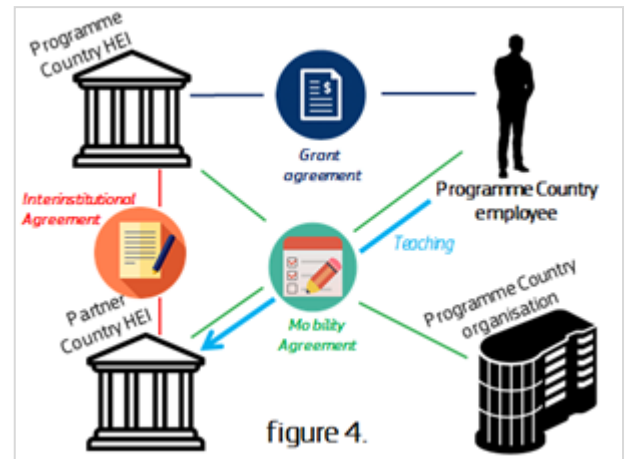 Programme
Country HEI
Grant
agreement
Programme Country
employee
Interinstitutional
Agreement
Teaching
Partner
Country HEI
Mobility
Agreement
Programme Country
organisation
figure 4.